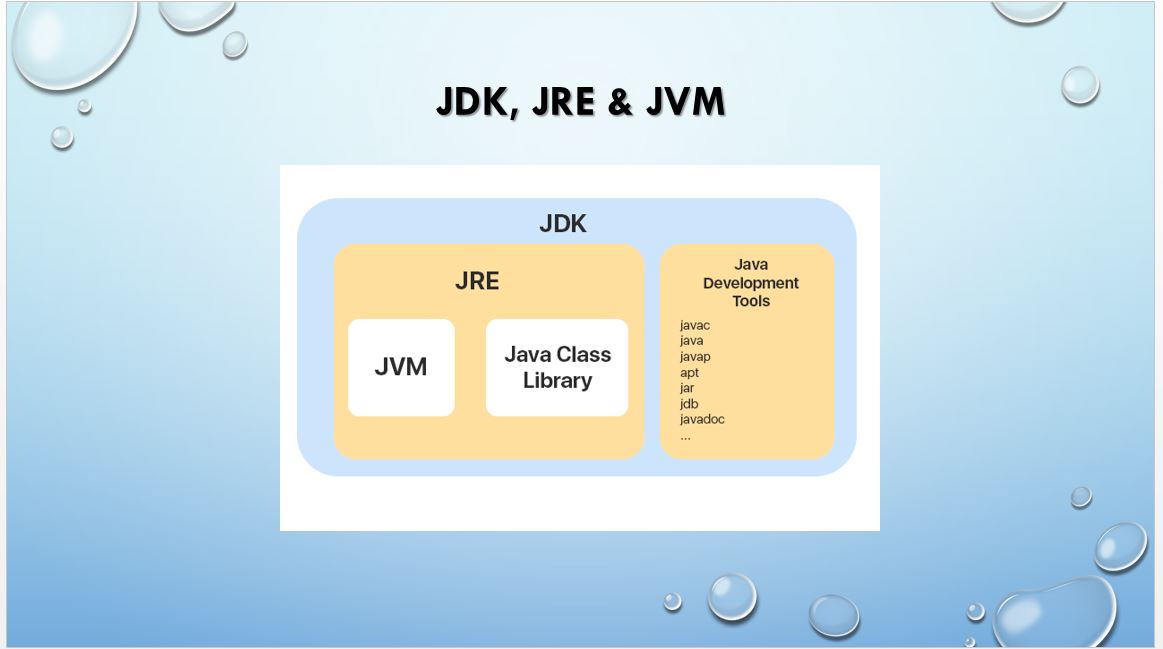 JDK, JRE & JVM
JDK
JRE
JVM
Java Class
Library
Java
Development
Tools
javac
java
javap
apt
jar
jdb
javadoc
...